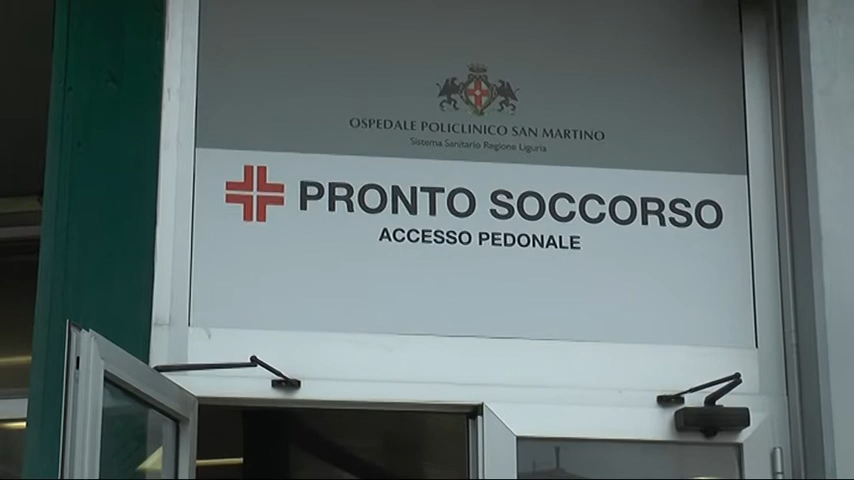 OSPEDALE POLICLINICO SAN MARTINO
Sistema Sanitario Regione Liguria
PRONTO SOCCORSO
ACCESSO PEDONALE